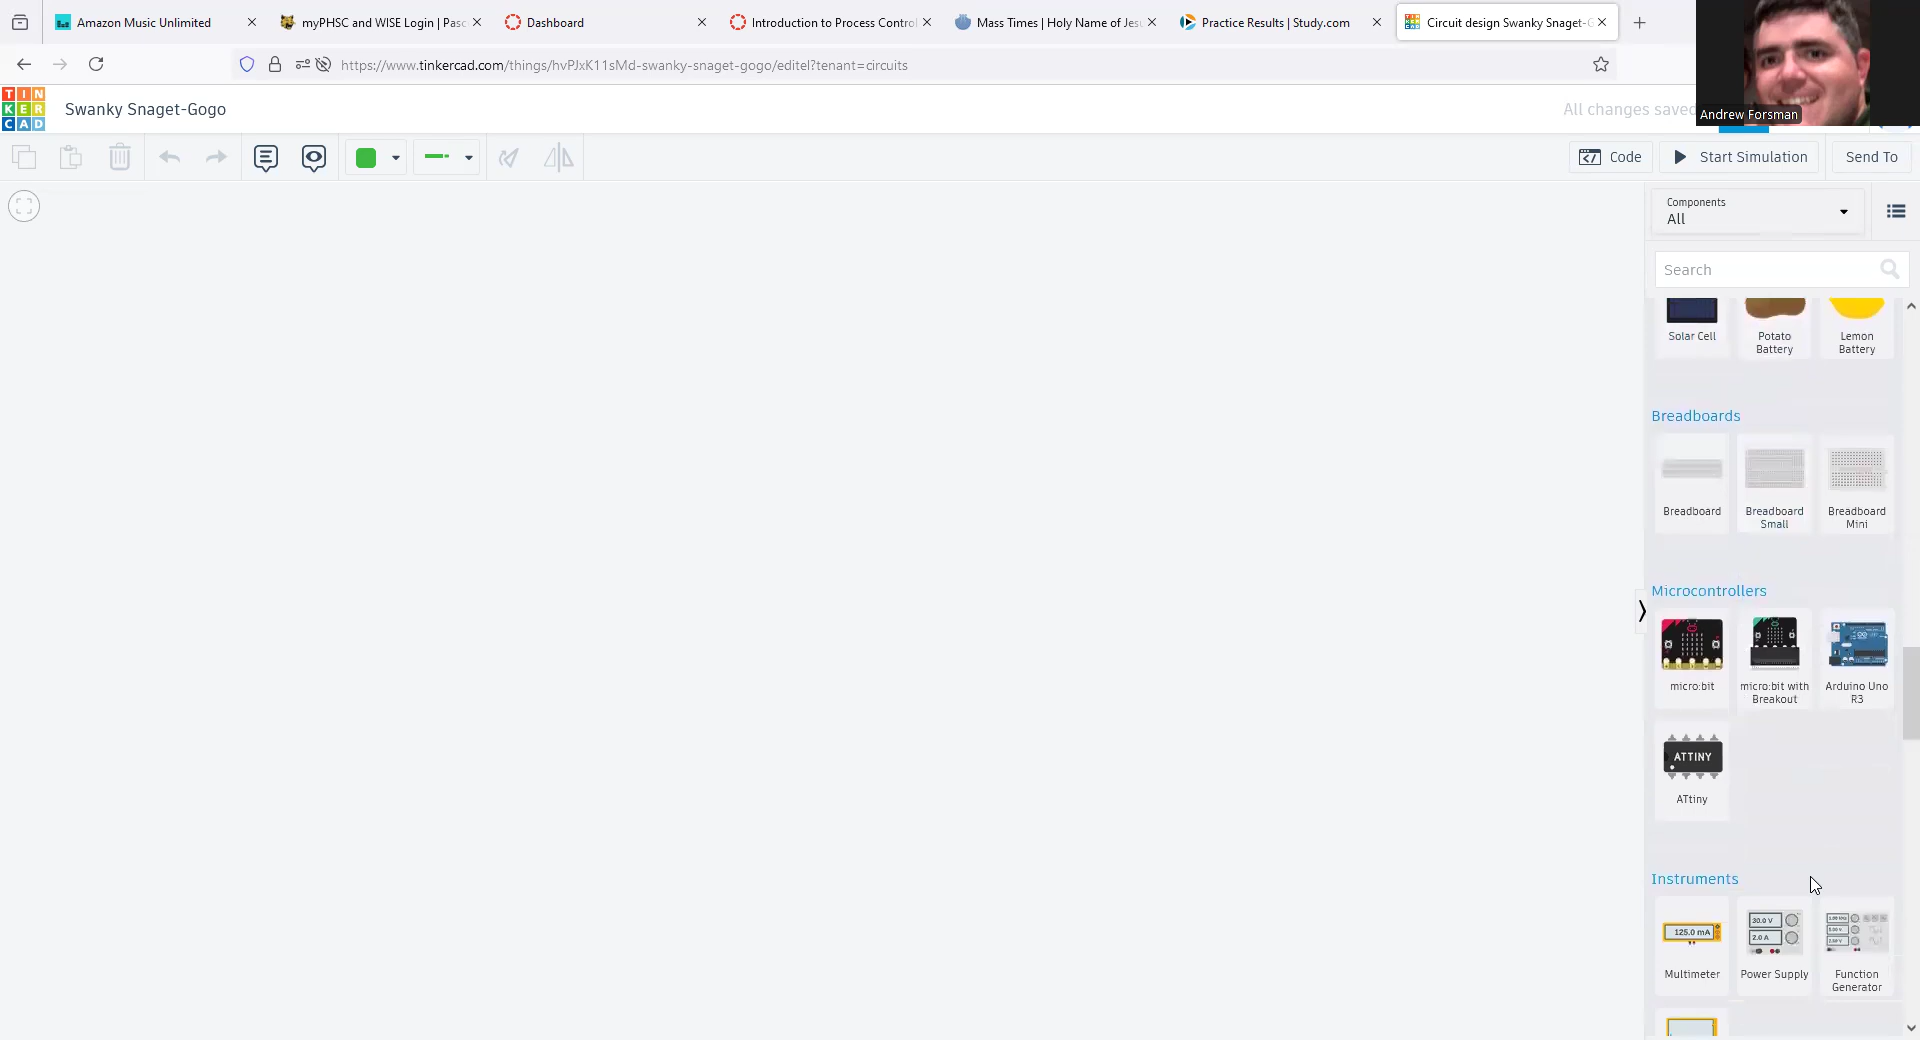 Amazon Music Unlimited
myPHSC and WISE Login | Pasc
Dashboard
Introduction to Process Control
Mass Times | Holy Name of Jesu
Practice Results | Study.com
Circuit design Swanky Snaget-G
https://www.tinkercad.com/things/hvPJxK11sMd-swanky-snaget-gogo/editel?tenant=circuits
TIN
KER
CAD
Swanky Snaget-Gogo
All changes saved
Andrew Forsman
Code
Start Simulation
Send To
Components
All
Search
Solar Cell
Potato
Battery
Lemon
Battery
Breadboards
Breadboard
Breadboard
Small
Breadboard
Mini
Microcontrollers
micro:bit
micro:bit with
Breakout
Arduino Uno
R3
ATTINY
ATtiny
Instruments
125.0 mA
30.0 V
2.0 A
Multimeter
Power Supply
Function
Generator